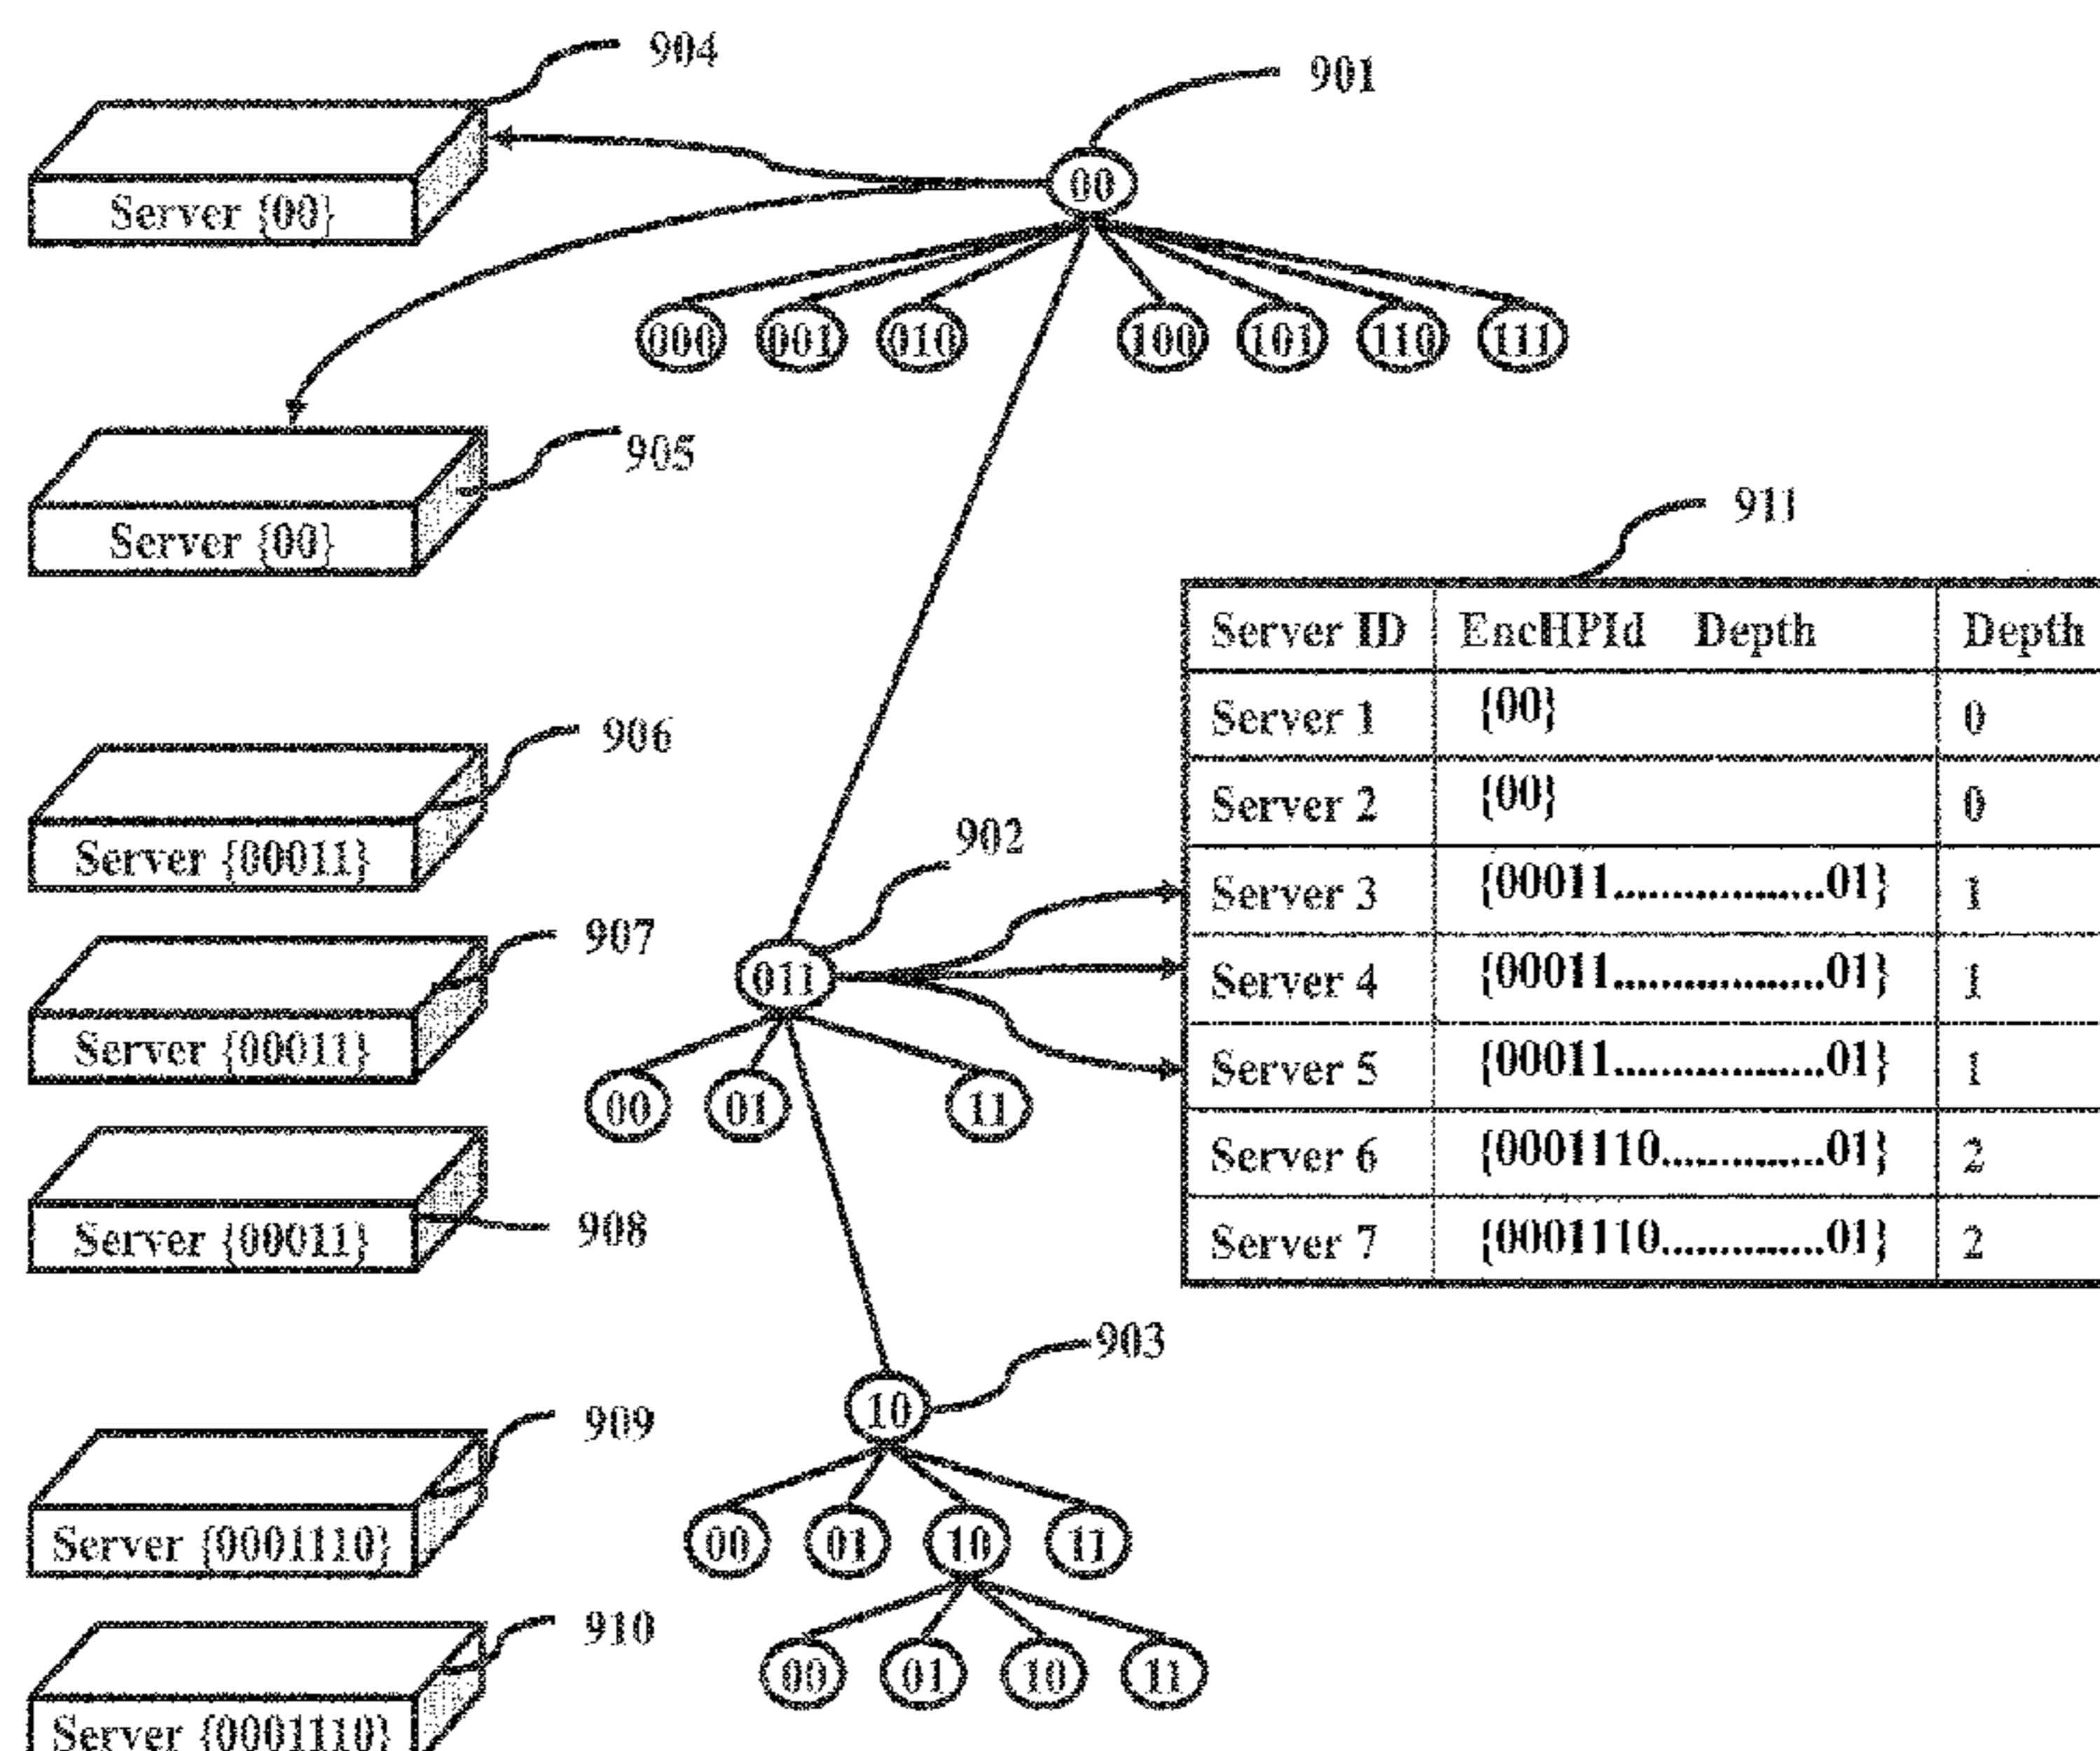 904
901
00
Server {00}
000 001 010 100 101 110 111
905
Server {00}
911
Server ID EncHPId Depth Depth
Server 1 {00} 0
Server 2 {00} 0
Server 3 {00011..................01} 1
Server 4 {00011..................01} 1
Server 5 {00011..................01} 1
Server 6 {0001110..............01} 2
Server 7 {0001110..............01} 2
906
Server {00011}
902
907
011
Server {00011}
00 01 11
908
Server {00011}
903
10
909
Server {0001110}
00 01 10 11
910
00 01 10 11
Server {0001110}